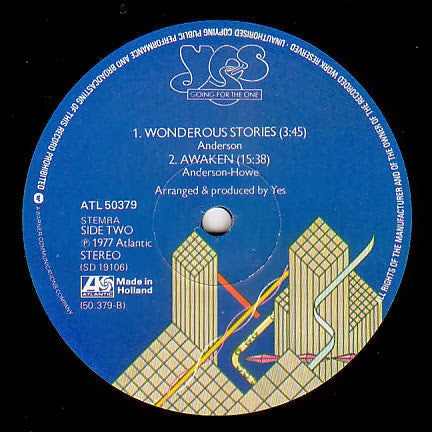 UNAUTHORISED COPYING PUBLIC PERFORMANCE AND BROADCASTING OF THIS RECORD PROHIBITED
ALL RIGHTS OF THE MANUFACTURER AND OF THE OWNER OF THE RECORDED WORK RESERVED
yes
GOING FOR THE ONE
1. WONDEROUS STORIES (3:45)
Anderson
2. AWAKEN (15:38)
Anderson-Howe
Arranged & produced by Yes
ATL 50379
STEMRA
SIDE TWO
℗ 1977 Atlantic
STEREO
(SD 19106)
ATLANTIC
Made in
Holland
(50.379-B)
A WARNER COMMUNICATIONS COMPANY